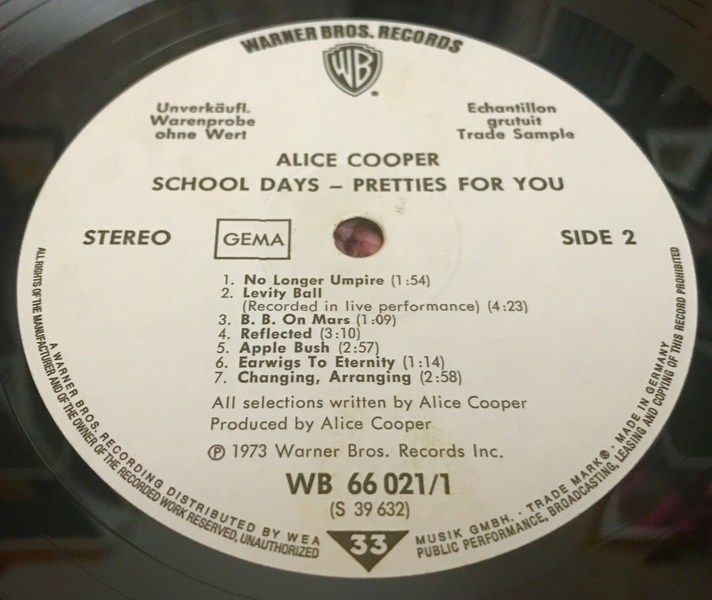 WARNER BROS. RECORDS
WB
Unverkäufl.
Warenprobe
ohne Wert
Echantillon
gratuit
Trade Sample
ALICE COOPER
SCHOOL DAYS – PRETTIES FOR YOU
STEREO
GEMA
SIDE 2
1. No Longer Umpire (1:54)
2. Levity Ball
(Recorded in live performance) (4:23)
3. B. B. On Mars (1:09)
4. Reflected (3:10)
5. Apple Bush (2:57)
6. Earwigs To Eternity (1:14)
7. Changing, Arranging (2:58)
All selections written by Alice Cooper
Produced by Alice Cooper
℗ 1973 Warner Bros. Records Inc.
WB 66 021/1
(S 39 632)
33
A WARNER BROS. RECORDING DISTRIBUTED BY WEA MUSIK GMBH. · TRADE MARK® · MADE IN GERMANY
ALL RIGHTS OF THE MANUFACTURER AND OF THE OWNER OF THE RECORDED WORK RESERVED, UNAUTHORIZED PUBLIC PERFORMANCE, BROADCASTING, LEASING AND COPYING OF THIS RECORD PROHIBITED